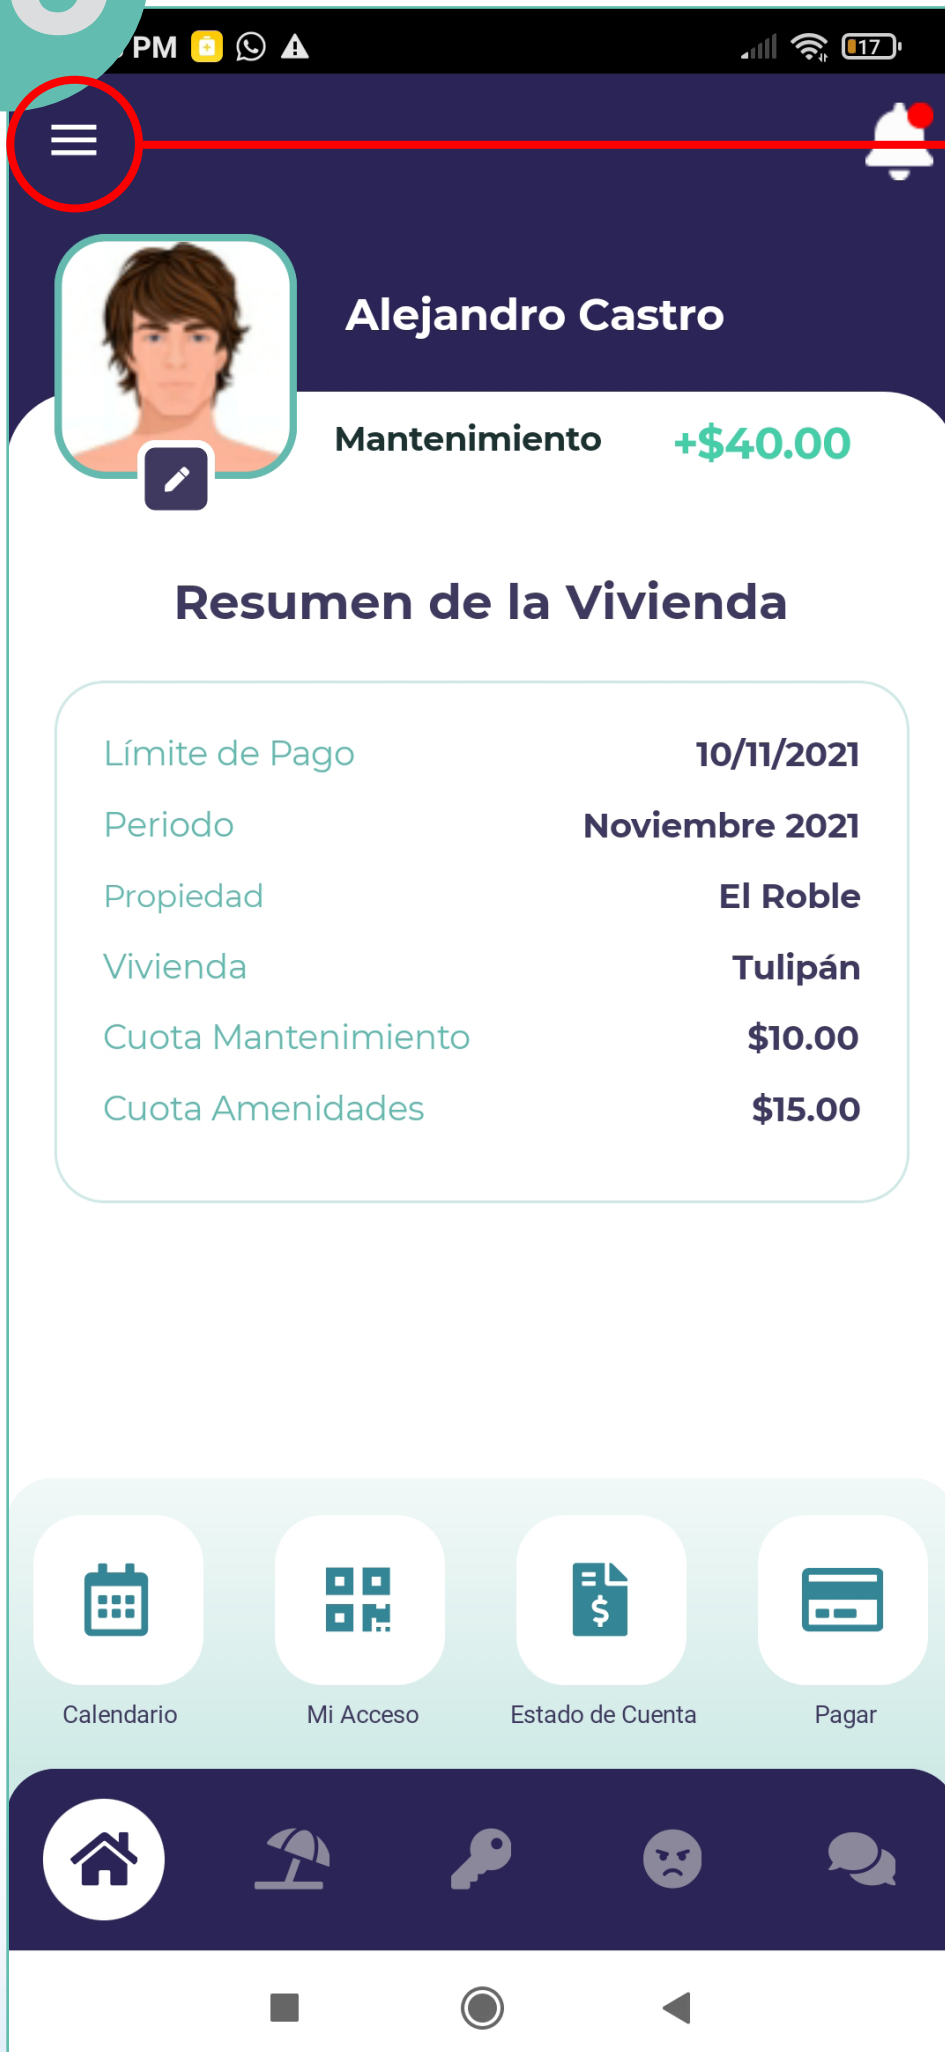 PM
17
Alejandro Castro
Mantenimiento +$40.00
Resumen de la Vivienda
Límite de Pago 10/11/2021
Periodo Noviembre 2021
Propiedad El Roble
Vivienda Tulipán
Cuota Mantenimiento $10.00
Cuota Amenidades $15.00
Calendario Mi Acceso Estado de Cuenta Pagar